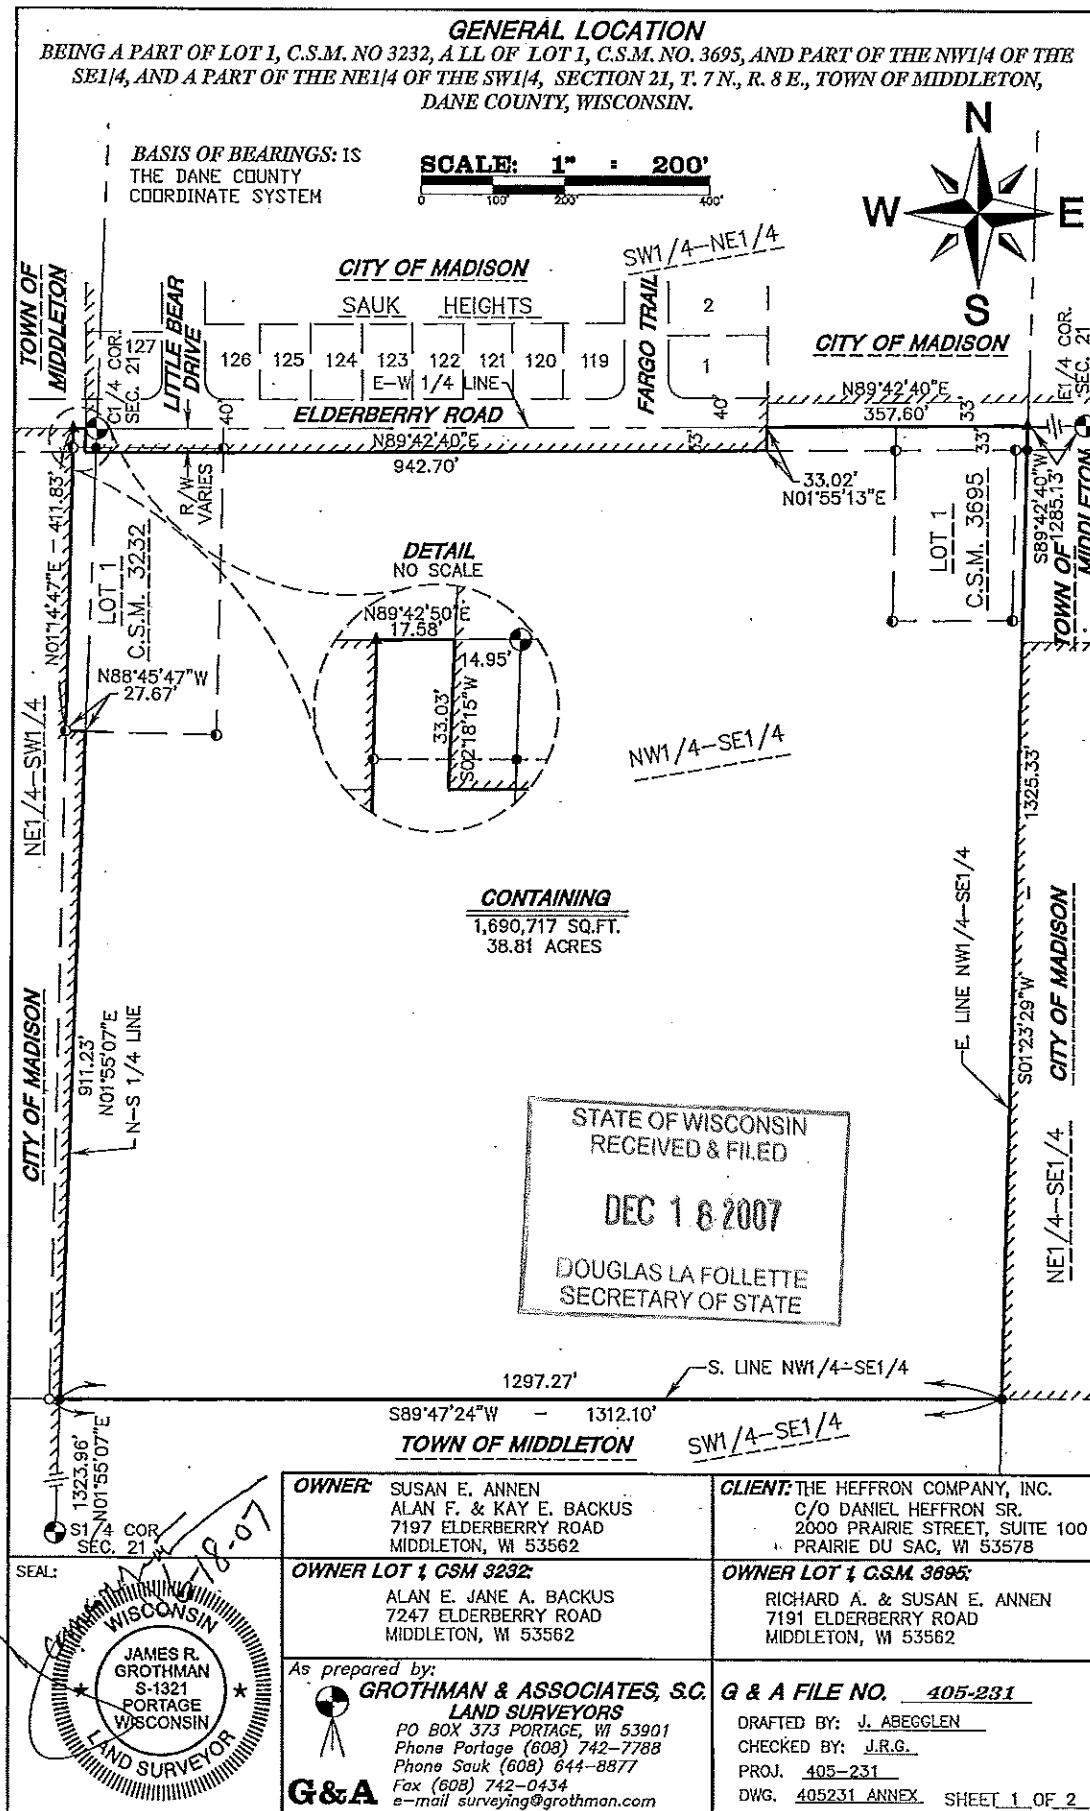 GENERAL LOCATION
BEING A PART OF LOT 1, C.S.M. NO 3232, A LL OF LOT 1, C.S.M. NO. 3695, AND PART OF THE NW1/4 OF THE
SE1/4, AND A PART OF THE NE1/4 OF THE SW1/4, SECTION 21, T. 7 N., R. 8 E., TOWN OF MIDDLETON,
DANE COUNTY, WISCONSIN.
BASIS OF BEARINGS: IS
THE DANE COUNTY
COORDINATE SYSTEM
SCALE: 1" : 200'
0 100' 200' 400'
N
W E
S
SW1/4-NE1/4
CITY OF MADISON
SAUK HEIGHTS
TOWN OF
MIDDLETON
C1/4 COR.
SEC. 21
127
LITTLE BEAR
DRIVE
126 125 124 123 122 121 120 119
FARGO TRAIL
2
1
CITY OF MADISON
E1/4 COR.
SEC. 21
E-W 1/4 LINE
40'
40'
ELDERBERRY ROAD
N89°42'40"E
942.70'
33'
N89°42'40"E
357.60'
33'
33'
33.02'
N01°55'13"E
R/W
VARIES
N01°14'47"E - 411.83'
LOT 1
C.S.M. 3232
N88°45'47"W
27.67'
DETAIL
NO SCALE
N89°42'50"E
17.58'
14.95'
33.03'
S02°18'15"W
LOT 1
C.S.M. 3695
S89°42'40"W
1285.13'
TOWN OF
MIDDLETON
NE1/4-SW1/4
NW1/4-SE1/4
1325.33'
S01°23'29"W
E. LINE NW1/4-SE1/4
CONTAINING
1,690,717 SQ.FT.
38.81 ACRES
CITY OF MADISON
911.23'
N01°55'07"E
N-S 1/4 LINE
CITY OF MADISON
NE1/4-SE1/4
STATE OF WISCONSIN
RECEIVED & FILED
DEC 18 2007
DOUGLAS LA FOLLETTE
SECRETARY OF STATE
1297.27'
S. LINE NW1/4-SE1/4
S89°47'24"W - 1312.10'
TOWN OF MIDDLETON
SW1/4-SE1/4
1323.96'
N01°55'07"E
S1/4 COR
SEC. 21
OWNER: SUSAN E. ANNEN
ALAN F. & KAY E. BACKUS
7197 ELDERBERRY ROAD
MIDDLETON, WI 53562
CLIENT: THE HEFFRON COMPANY, INC.
C/O DANIEL HEFFRON SR.
2000 PRAIRIE STREET, SUITE 100
PRAIRIE DU SAC, WI 53578
OWNER LOT 1, CSM 3232:
ALAN E. JANE A. BACKUS
7247 ELDERBERRY ROAD
MIDDLETON, WI 53562
OWNER LOT 1, C.S.M. 3695:
RICHARD A. & SUSAN E. ANNEN
7191 ELDERBERRY ROAD
MIDDLETON, WI 53562
SEAL:
WISCONSIN
JAMES R.
GROTHMAN
S-1321
PORTAGE
WISCONSIN
LAND SURVEYOR
As prepared by:
GROTHMAN & ASSOCIATES, S.C.
LAND SURVEYORS
PO BOX 373 PORTAGE, WI 53901
Phone Portage (608) 742-7788
Phone Sauk (608) 644-8877
Fax (608) 742-0434
e-mail surveying@grothman.com
G&A
G & A FILE NO. 405-231
DRAFTED BY: J. ABEGGLEN
CHECKED BY: J.R.G.
PROJ. 405-231
DWG. 405231 ANNEX SHEET 1 OF 2